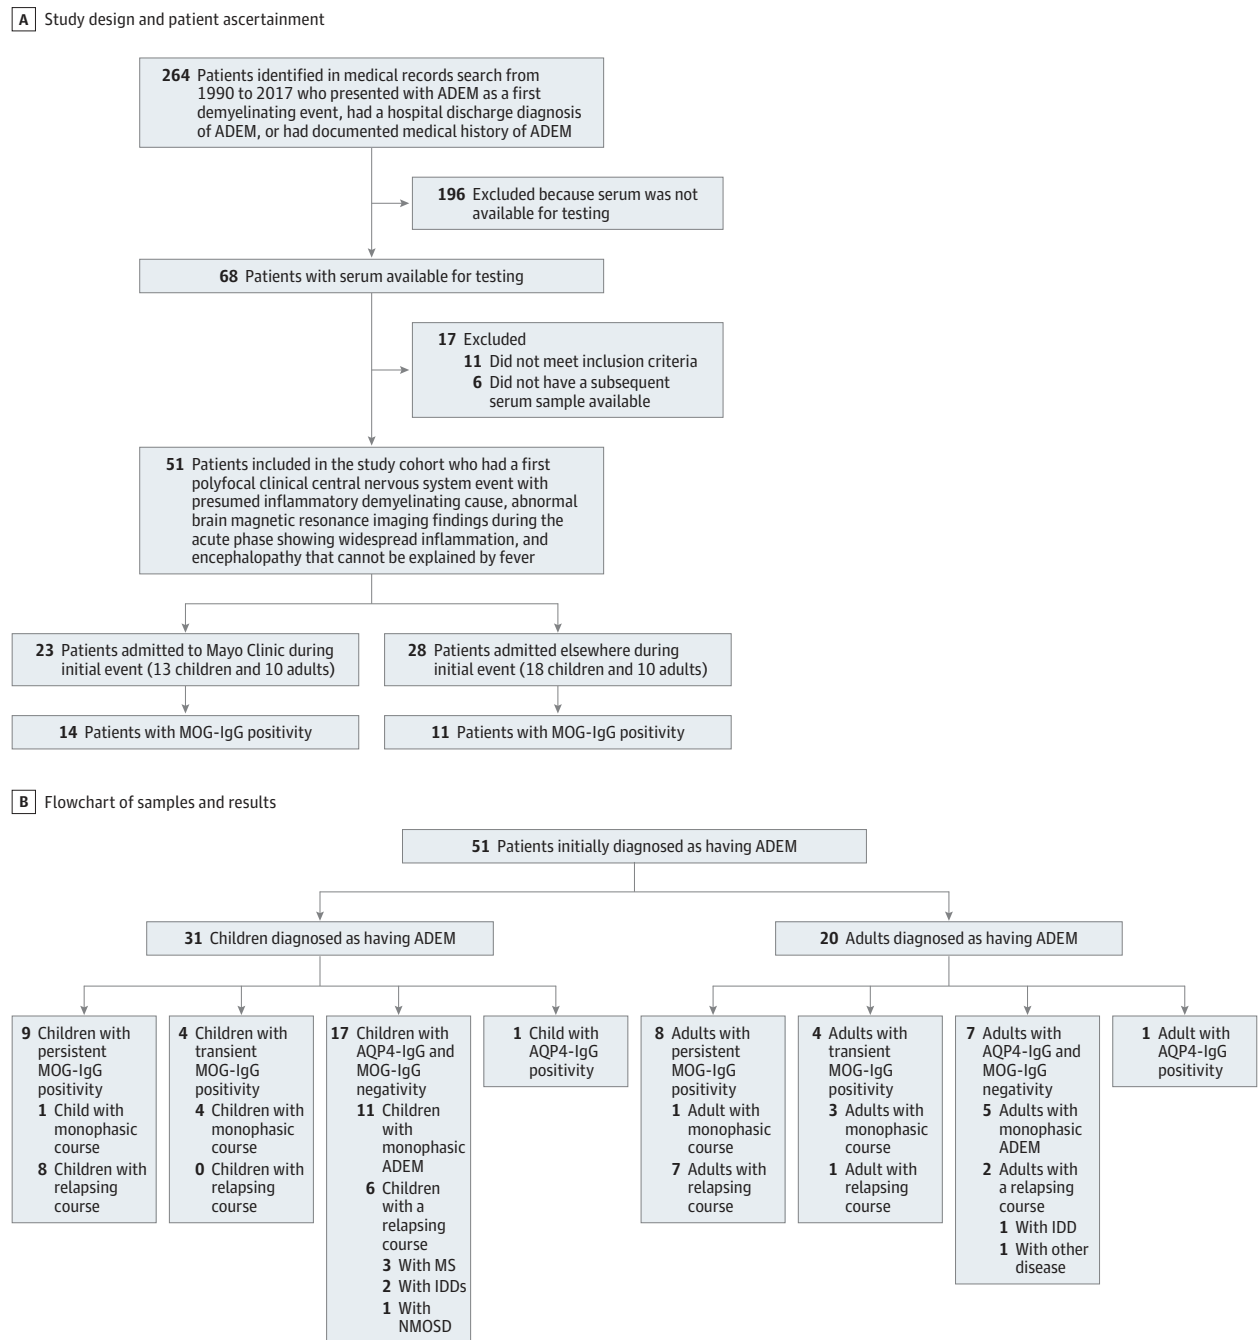 A Study design and patient ascertainment
264 Patients identified in medical records search from
1990 to 2017 who presented with ADEM as a first
demyelinating event, had a hospital discharge diagnosis
of ADEM, or had documented medical history of ADEM
196 Excluded because serum was not
available for testing
68 Patients with serum available for testing
17 Excluded
11 Did not meet inclusion criteria
6 Did not have a subsequent
serum sample available
51 Patients included in the study cohort who had a first
polyfocal clinical central nervous system event with
presumed inflammatory demyelinating cause, abnormal
brain magnetic resonance imaging findings during the
acute phase showing widespread inflammation, and
encephalopathy that cannot be explained by fever
23 Patients admitted to Mayo Clinic during
initial event (13 children and 10 adults)
28 Patients admitted elsewhere during
initial event (18 children and 10 adults)
14 Patients with MOG-IgG positivity
11 Patients with MOG-IgG positivity
B Flowchart of samples and results
51 Patients initially diagnosed as having ADEM
31 Children diagnosed as having ADEM
20 Adults diagnosed as having ADEM
9 Children with
persistent
MOG-IgG
positivity
1 Child with
monophasic
course
8 Children with
relapsing
course
4 Children with
transient
MOG-IgG
positivity
4 Children with
monophasic
course
0 Children with
relapsing
course
17 Children with
AQP4-IgG and
MOG-IgG
negativity
11 Children
with
monophasic
ADEM
6 Children
with a
relapsing
course
3 With MS
2 With IDDs
1 With
NMOSD
1 Child with
AQP4-IgG
positivity
8 Adults with
persistent
MOG-IgG
positivity
1 Adult with
monophasic
course
7 Adults with
relapsing
course
4 Adults with
transient
MOG-IgG
positivity
3 Adults with
monophasic
course
1 Adult with
relapsing
course
7 Adults with
AQP4-IgG and
MOG-IgG
negativity
5 Adults with
monophasic
ADEM
2 Adults with
a relapsing
course
1 With IDD
1 With other
disease
1 Adult with
AQP4-IgG
positivity